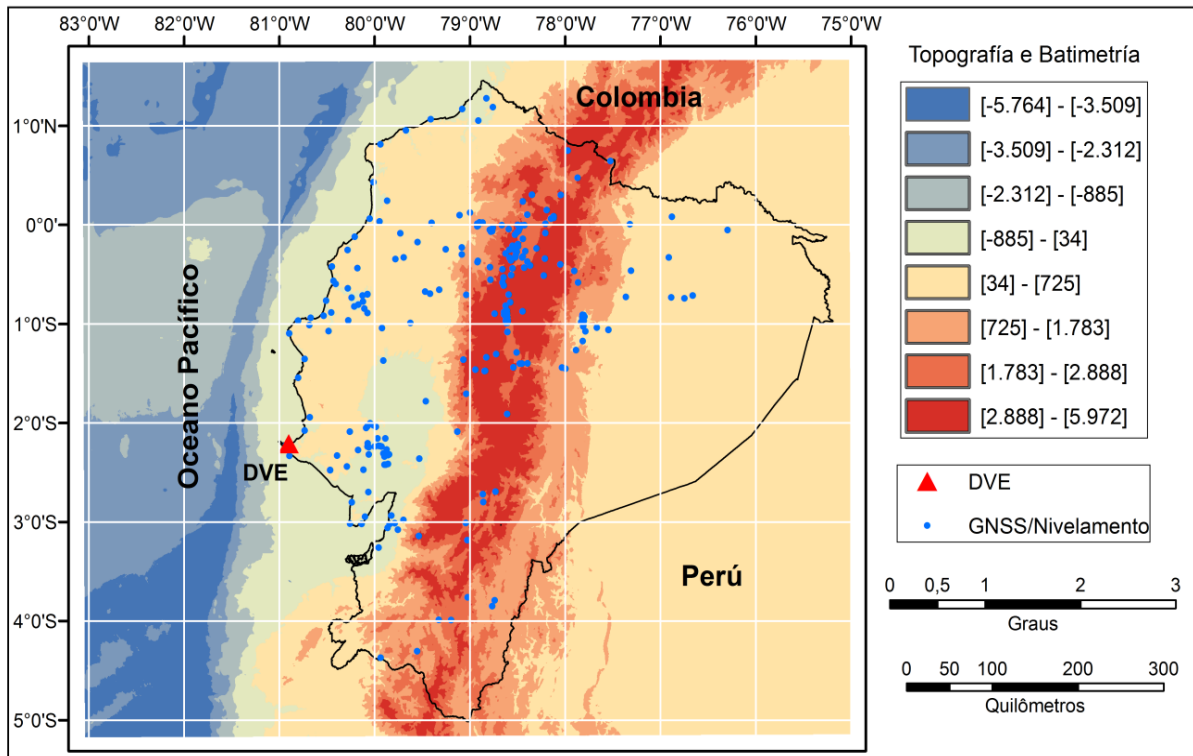 83°0'W 82°0'W 81°0'W 80°0'W 79°0'W 78°0'W 77°0'W 76°0'W 75°0'W
1°0'N
0°0'
1°0'S
2°0'S
3°0'S
4°0'S
5°0'S
Colombia
Oceano Pacífico
DVE
Perú
Topografía e Batimetría
[-5.764] - [-3.509]
[-3.509] - [-2.312]
[-2.312] - [-885]
[-885] - [34]
[34] - [725]
[725] - [1.783]
[1.783] - [2.888]
[2.888] - [5.972]
DVE
GNSS/Nivelamento
0 0,5 1 2 3
Graus
0 50 100 200 300
Quilômetros